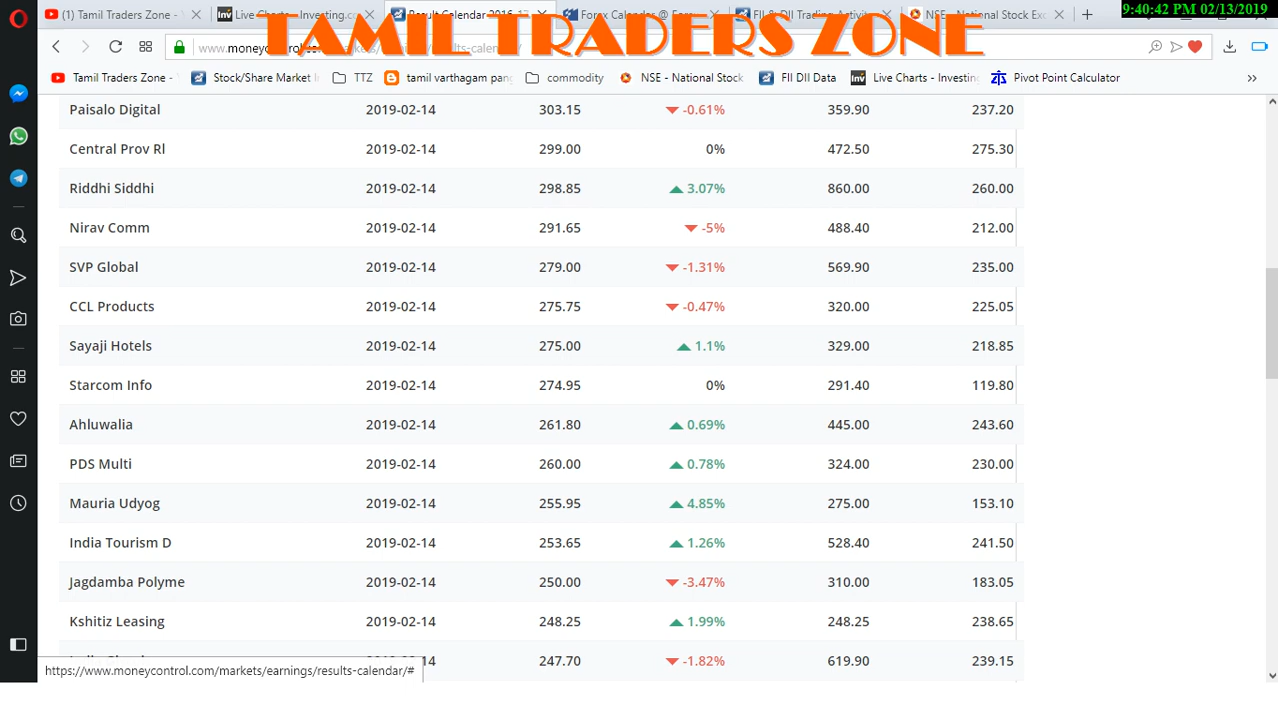 (1) Tamil Traders Zone - Live Charts - Investing.c Result Calendar 2016-17 Forex Calendar @ Fore FII & DII Trading Activity NSE - National Stock Exc
9:40:42 PM 02/13/2019
TAMIL TRADERS ZONE
www.moneycontrol.com/markets/earnings/results-calendar/
Tamil Traders Zone - Stock/Share Market I TTZ tamil varthagam pan commodity NSE - National Stock FII DII Data Live Charts - Investin Pivot Point Calculator »
Paisalo Digital 2019-02-14 303.15 -0.61% 359.90 237.20
Central Prov Rl 2019-02-14 299.00 0% 472.50 275.30
Riddhi Siddhi 2019-02-14 298.85 3.07% 860.00 260.00
Nirav Comm 2019-02-14 291.65 -5% 488.40 212.00
SVP Global 2019-02-14 279.00 -1.31% 569.90 235.00
CCL Products 2019-02-14 275.75 -0.47% 320.00 225.05
Sayaji Hotels 2019-02-14 275.00 1.1% 329.00 218.85
Starcom Info 2019-02-14 274.95 0% 291.40 119.80
Ahluwalia 2019-02-14 261.80 0.69% 445.00 243.60
PDS Multi 2019-02-14 260.00 0.78% 324.00 230.00
Mauria Udyog 2019-02-14 255.95 4.85% 275.00 153.10
India Tourism D 2019-02-14 253.65 1.26% 528.40 241.50
Jagdamba Polyme 2019-02-14 250.00 -3.47% 310.00 183.05
Kshitiz Leasing 2019-02-14 248.25 1.99% 248.25 238.65
14 247.70 -1.82% 619.90 239.15
https://www.moneycontrol.com/markets/earnings/results-calendar/#